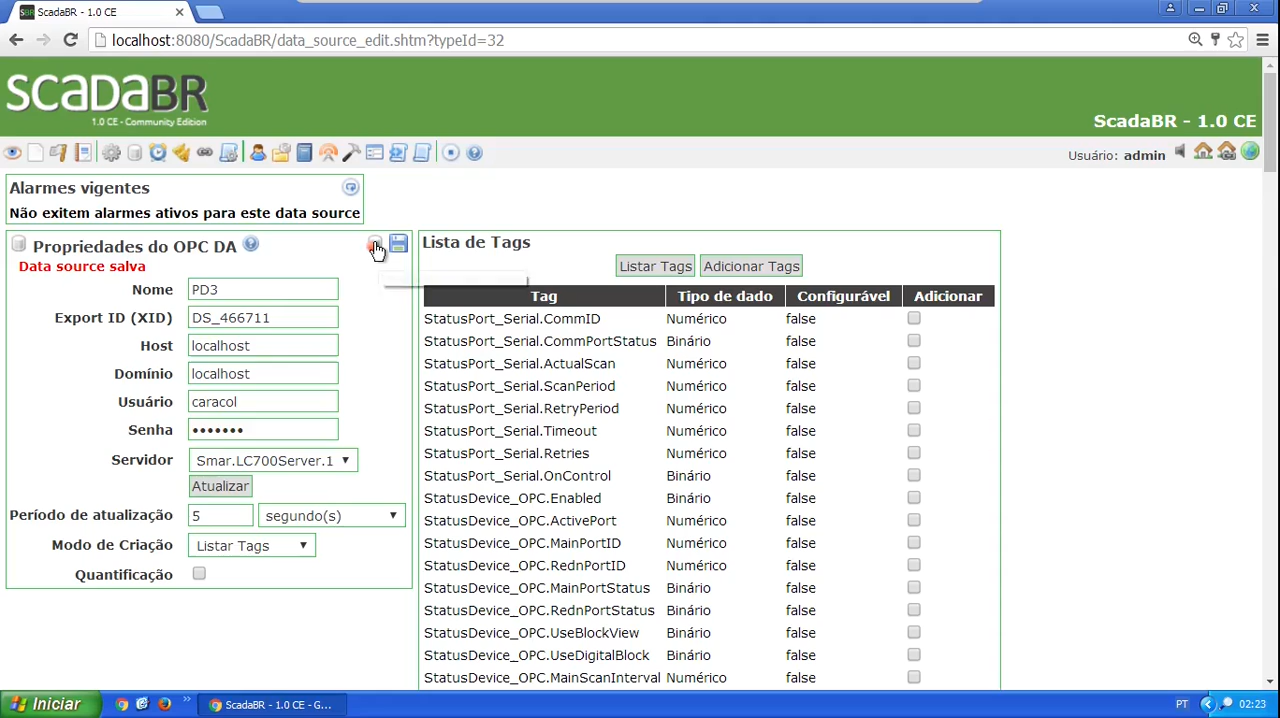 ScadaBR - 1.0 CE
localhost:8080/ScadaBR/data_source_edit.shtm?typeId=32
SCADABR
1.0 CE - Community Edition
ScadaBR - 1.0 CE
Usuário: admin
Alarmes vigentes
Não exitem alarmes ativos para este data source
Propriedades do OPC DA
Data source salva
Nome PD3
Export ID (XID) DS_466711
Host localhost
Domínio localhost
Usuário caracol
Senha •••••••
Servidor Smar.LC700Server.1
Atualizar
Período de atualização 5 segundo(s)
Modo de Criação Listar Tags
Quantificação
Lista de Tags
Listar Tags Adicionar Tags
Tag Tipo de dado Configurável Adicionar
StatusPort_Serial.CommID Numérico false
StatusPort_Serial.CommPortStatus Binário false
StatusPort_Serial.ActualScan Numérico false
StatusPort_Serial.ScanPeriod Numérico false
StatusPort_Serial.RetryPeriod Numérico false
StatusPort_Serial.Timeout Numérico false
StatusPort_Serial.Retries Numérico false
StatusPort_Serial.OnControl Binário false
StatusDevice_OPC.Enabled Binário false
StatusDevice_OPC.ActivePort Numérico false
StatusDevice_OPC.MainPortID Numérico false
StatusDevice_OPC.RednPortID Numérico false
StatusDevice_OPC.MainPortStatus Binário false
StatusDevice_OPC.RednPortStatus Binário false
StatusDevice_OPC.UseBlockView Binário false
StatusDevice_OPC.UseDigitalBlock Binário false
StatusDevice_OPC.MainScanInterval Numérico false
Iniciar
ScadaBR - 1.0 CE - G...
PT
02:23